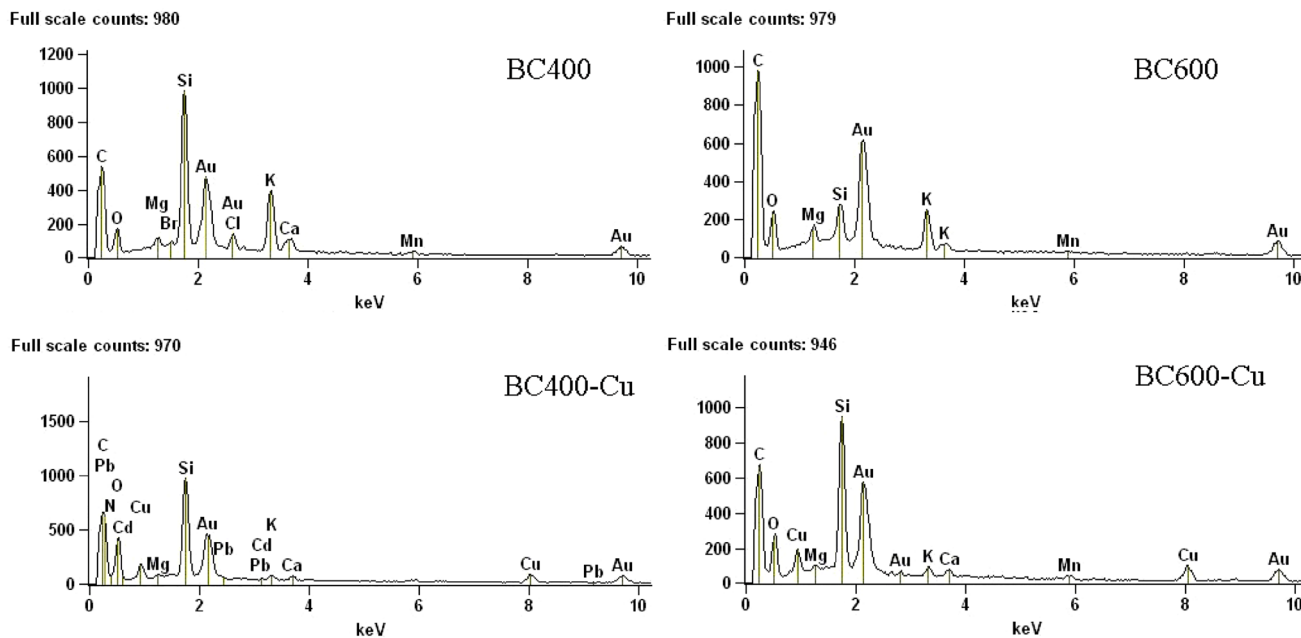 Full scale counts: 980
BC400
1200
1000
800
600
400
200
0
C
O
Mg
Br
Si
Au
Au
Cl
K
Ca
Mn
Au
0 2 4 6 8 10
keV
Full scale counts: 979
BC600
1000
800
600
400
200
0
C
O
Mg
Si
Au
K
K
Mn
Au
0 2 4 6 8 10
keV
Full scale counts: 970
BC400-Cu
1500
1000
500
0
C
Pb
O
N
Cd
Cu
Mg
Si
Au
Pb
Cd
Pb
K
Ca
Cu
Pb
Au
0 2 4 6 8 10
keV
Full scale counts: 946
BC600-Cu
1000
800
600
400
200
0
C
O
Cu
Mg
Si
Au
Au
K
Ca
Mn
Cu
Au
0 2 4 6 8 10
keV